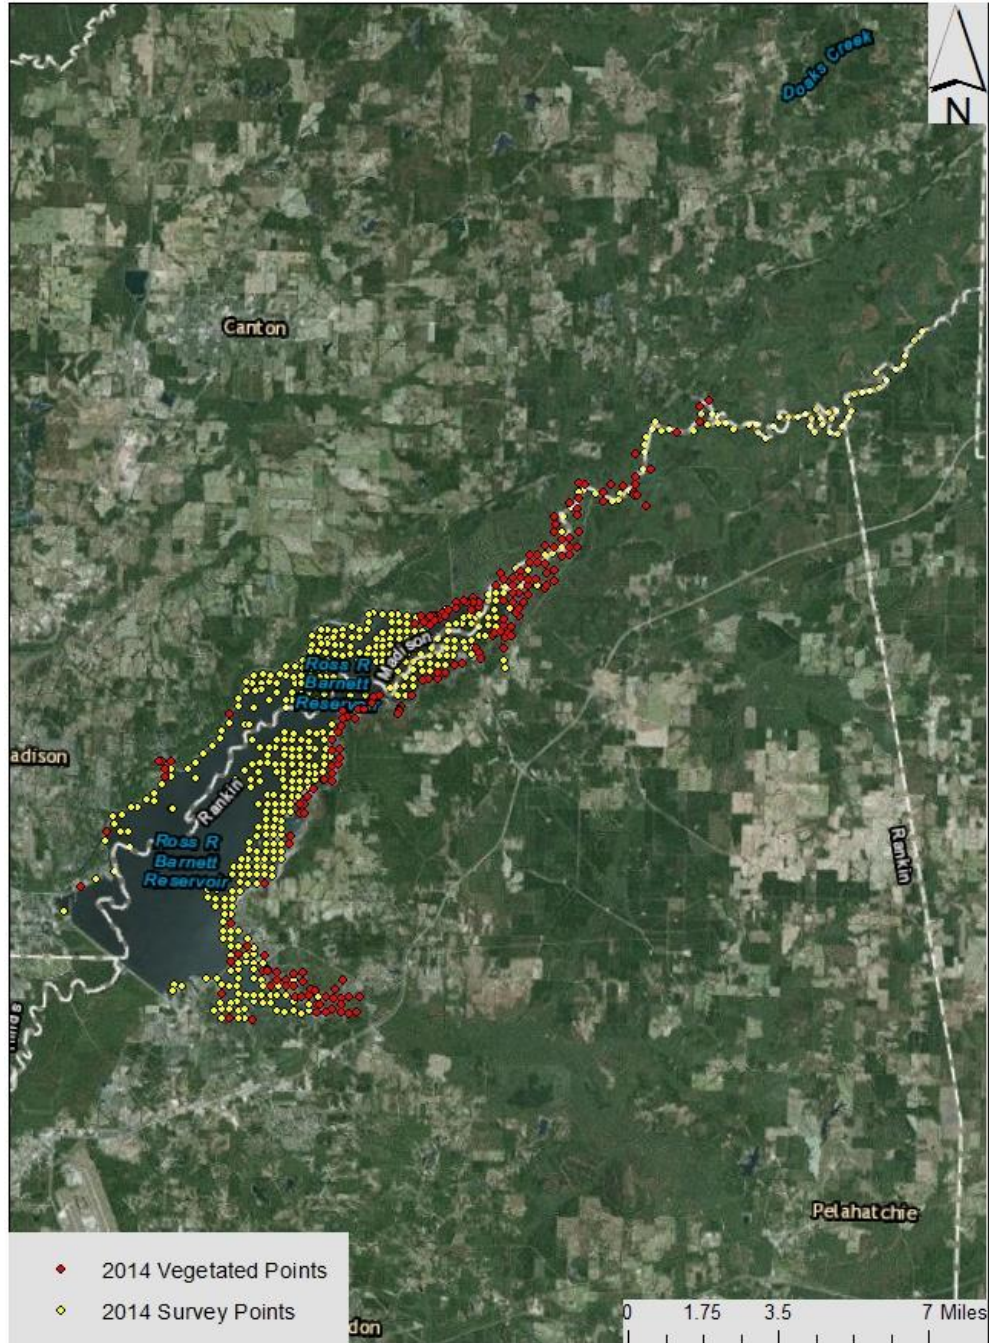 Doaks Creek
N
Canton
Madison
Ross R
Barnett
Reservoir
adison
Rankin
Ross R
Barnett
Reservoir
Rankin
Pelahatchie
2014 Vegetated Points
2014 Survey Points
don
0 1.75 3.5 7 Miles